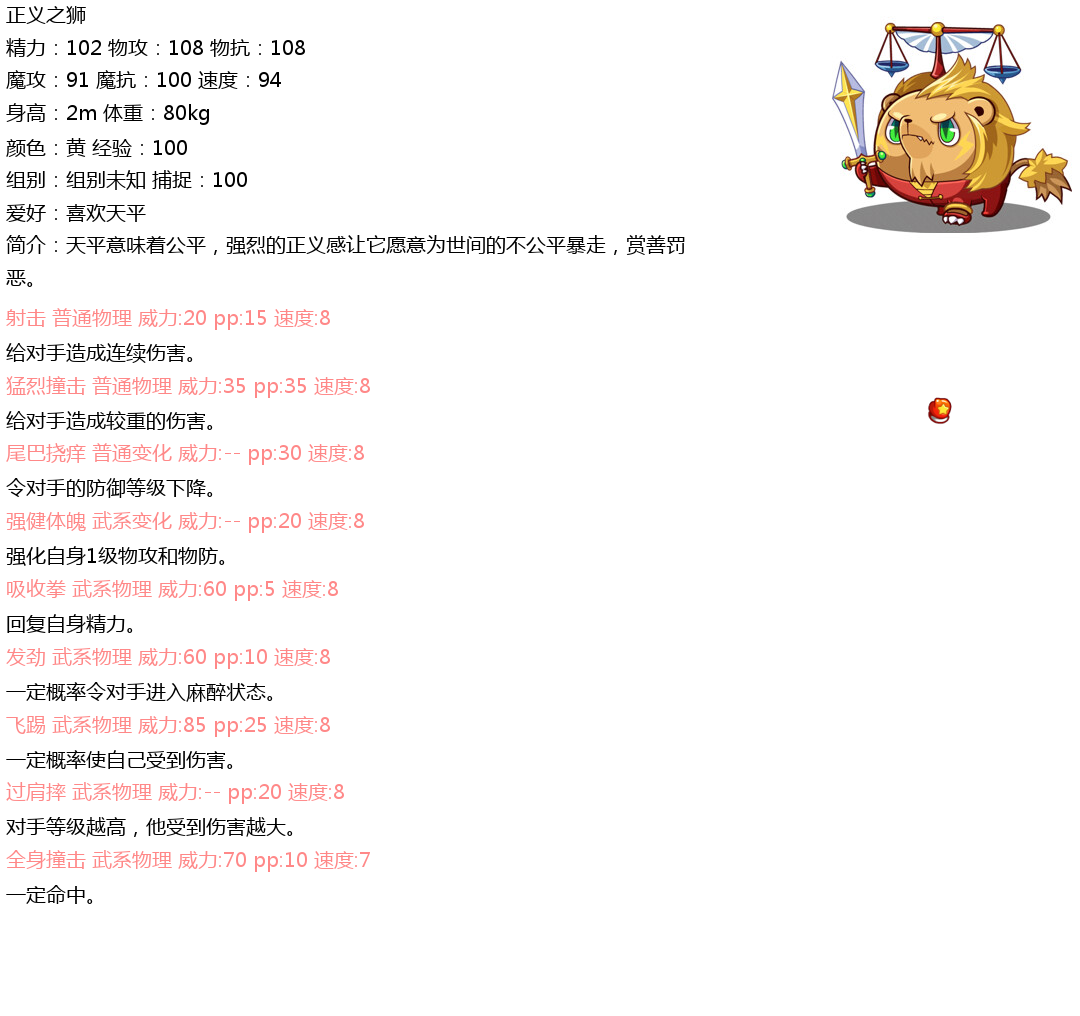 正义之狮
精力：102 物攻：108 物抗：108
魔攻：91 魔抗：100 速度：94
身高：2m 体重：80kg
颜色：黄 经验：100
组别：组别未知 捕捉：100
爱好：喜欢天平
简介：天平意味着公平，强烈的正义感让它愿意为世间的不公平暴走，赏善罚
恶。
射击 普通物理 威力:20 pp:15 速度:8
给对手造成连续伤害。
猛烈撞击 普通物理 威力:35 pp:35 速度:8
给对手造成较重的伤害。
尾巴挠痒 普通变化 威力:-- pp:30 速度:8
令对手的防御等级下降。
强健体魄 武系变化 威力:-- pp:20 速度:8
强化自身1级物攻和物防。
吸收拳 武系物理 威力:60 pp:5 速度:8
回复自身精力。
发劲 武系物理 威力:60 pp:10 速度:8
一定概率令对手进入麻醉状态。
飞踢 武系物理 威力:85 pp:25 速度:8
一定概率使自己受到伤害。
过肩摔 武系物理 威力:-- pp:20 速度:8
对手等级越高，他受到伤害越大。
全身撞击 武系物理 威力:70 pp:10 速度:7
一定命中。